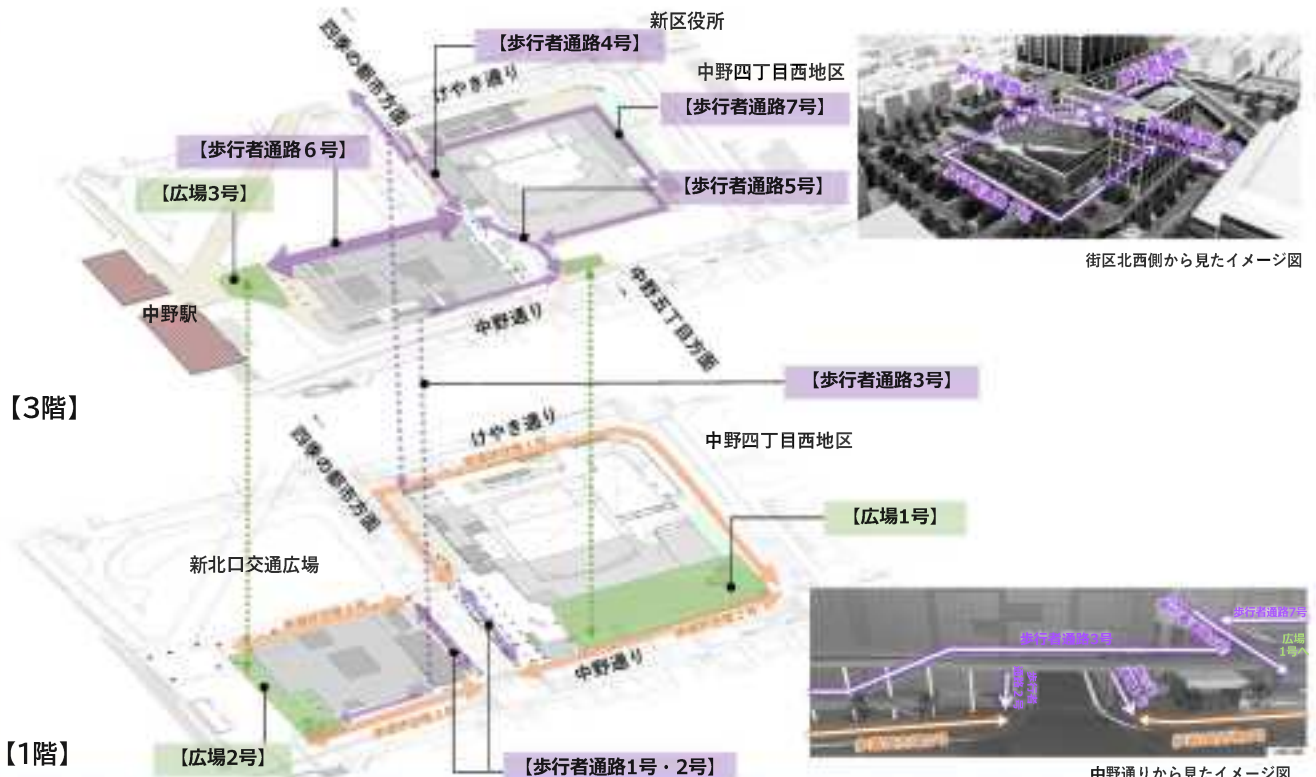 新区役所
【歩行者通路4号】
四季の都市方面
けやき通り
中野四丁目西地区
【歩行者通路7号】
【歩行者通路６号】
【歩行者通路5号】
【広場3号】
中野駅
中野通り
中野五丁目方面
街区北西側から見たイメージ図
【歩行者通路3号】
【3階】
けやき通り
中野四丁目西地区
四季の都市方面
【広場1号】
新北口交通広場
中野通り
歩行者通路7号
歩行者通路3号
広場
1号へ
【広場2号】
【1階】
【歩行者通路1号・2号】
中野通りから見たイメージ図